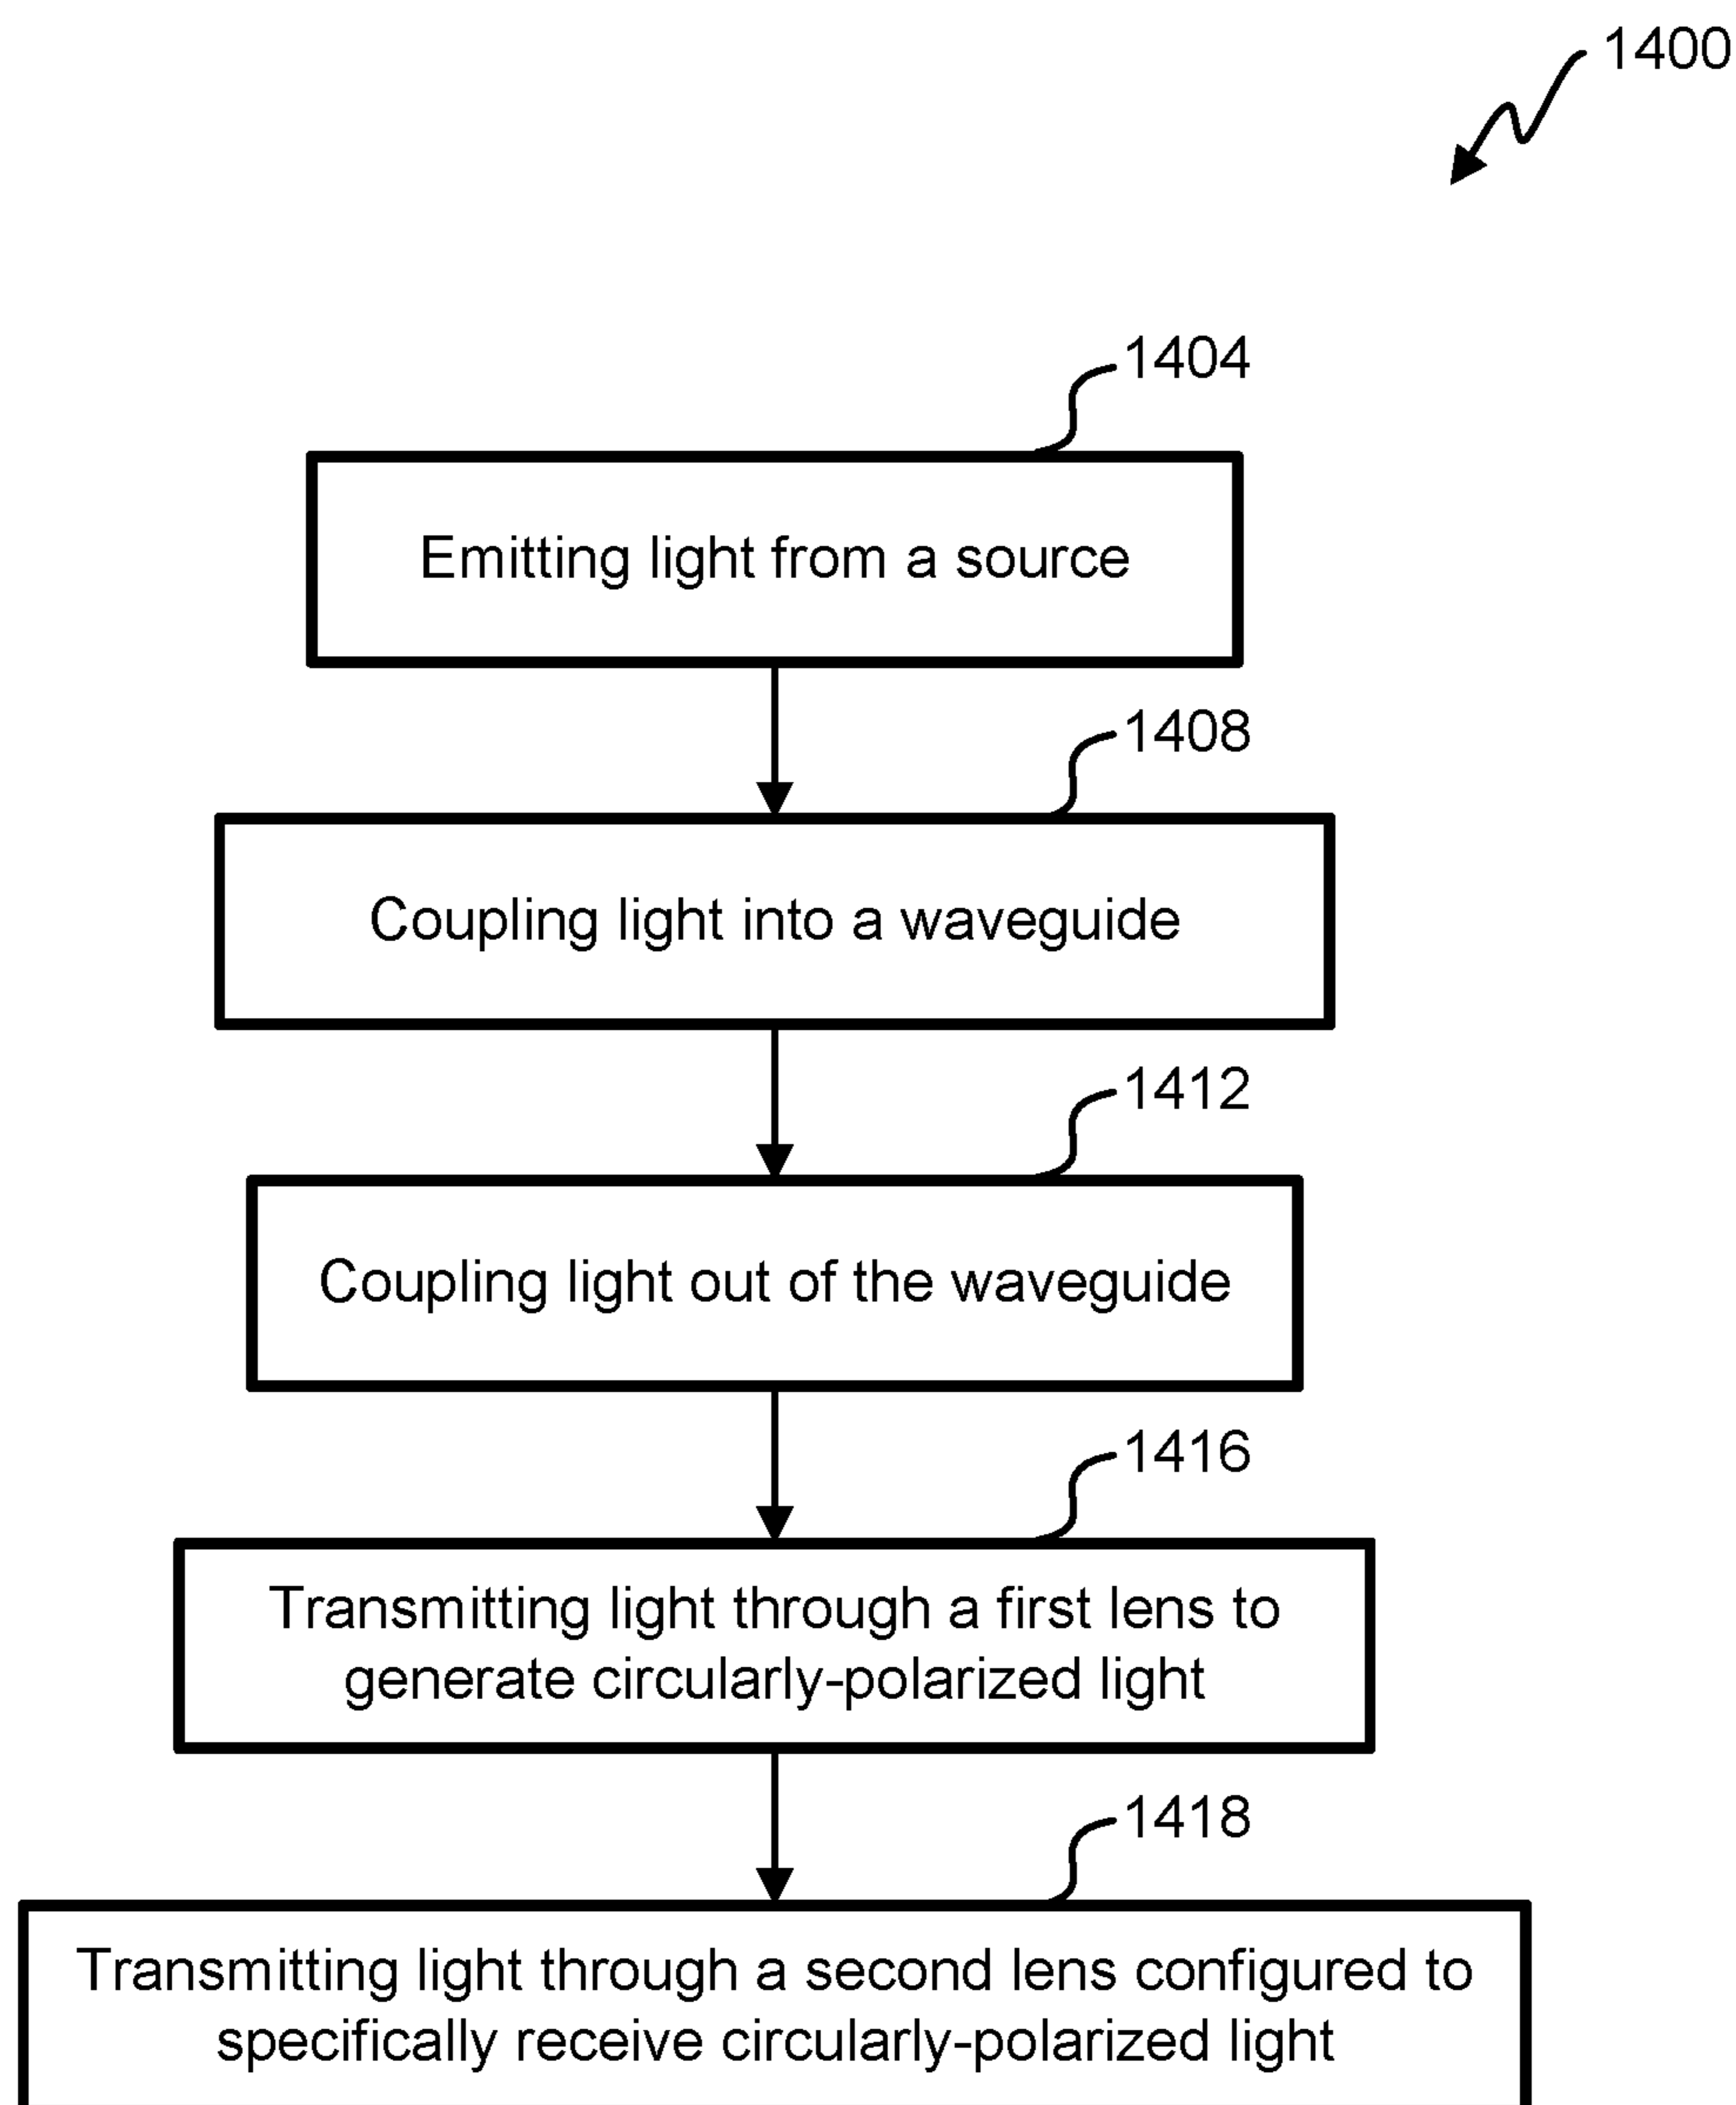 1400
1404
Emitting light from a source
1408
Coupling light into a waveguide
1412
Coupling light out of the waveguide
1416
Transmitting light through a first lens to
generate circularly-polarized light
1418
Transmitting light through a second lens configured to
specifically receive circularly-polarized light